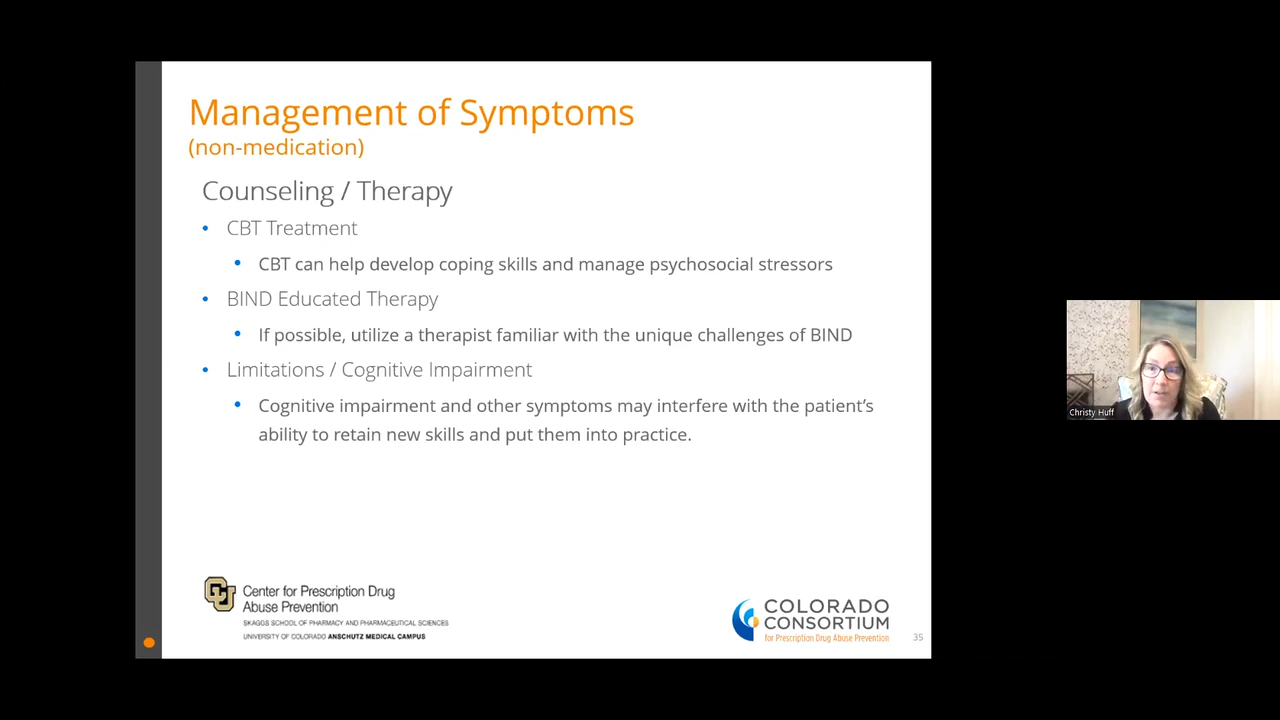 Management of Symptoms
(non-medication)
Counseling / Therapy
• CBT Treatment
• CBT can help develop coping skills and manage psychosocial stressors
• BIND Educated Therapy
• If possible, utilize a therapist familiar with the unique challenges of BIND
• Limitations / Cognitive Impairment
• Cognitive impairment and other symptoms may interfere with the patient’s
ability to retain new skills and put them into practice.
CU
Center for Prescription Drug
Abuse Prevention
SKAGGS SCHOOL OF PHARMACY AND PHARMACEUTICAL SCIENCES
UNIVERSITY OF COLORADO ANSCHUTZ MEDICAL CAMPUS
COLORADO
CONSORTIUM
for Prescription Drug Abuse Prevention
35
Christy Huff